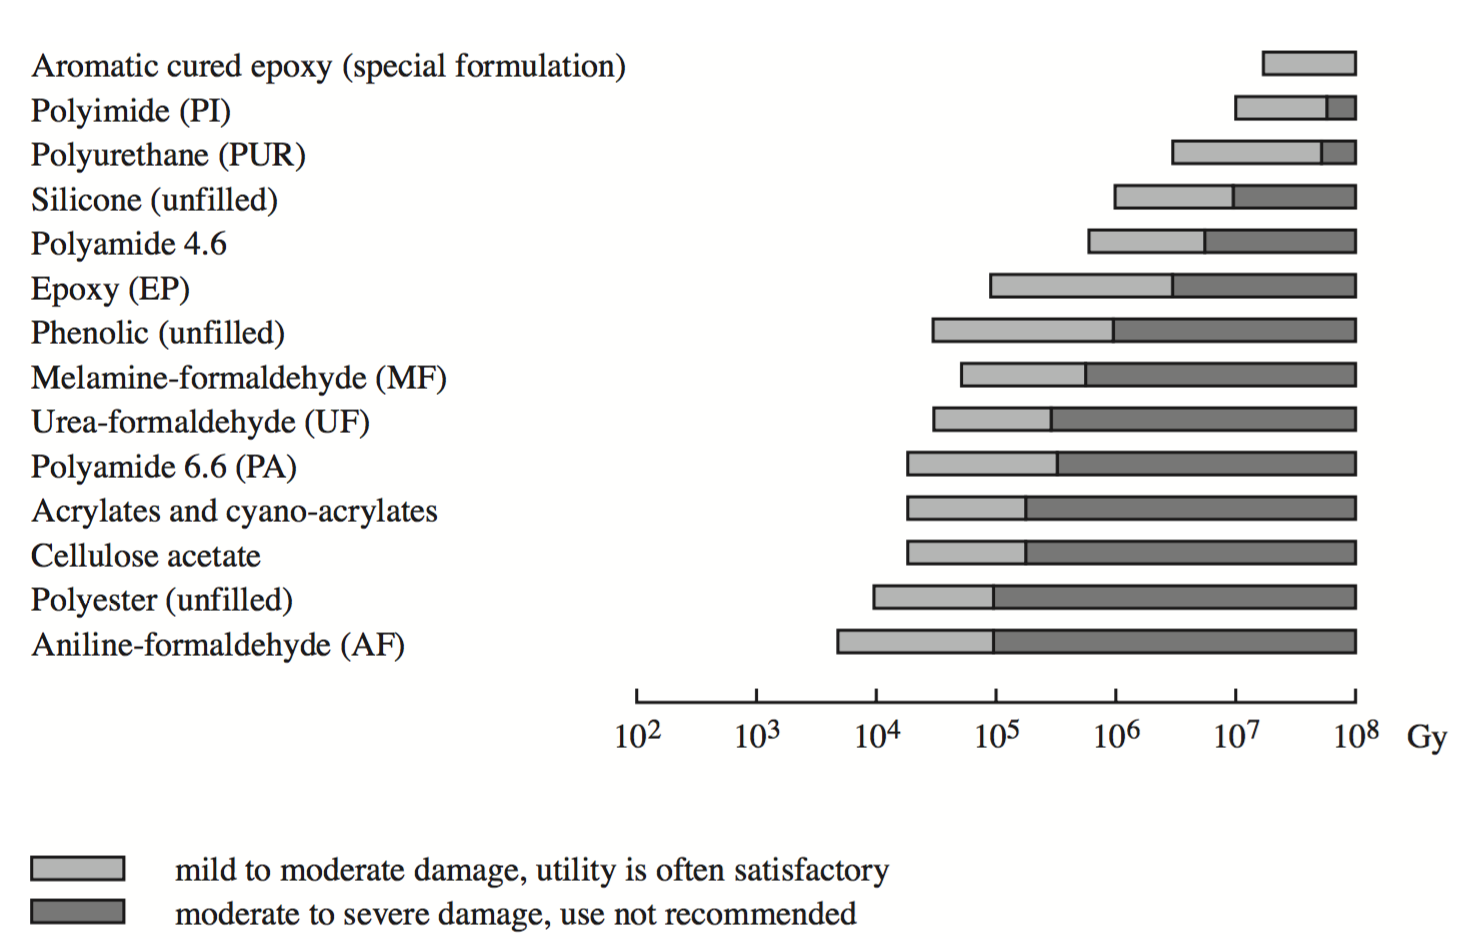 Aromatic cured epoxy (special formulation)
Polyimide (PI)
Polyurethane (PUR)
Silicone (unfilled)
Polyamide 4.6
Epoxy (EP)
Phenolic (unfilled)
Melamine-formaldehyde (MF)
Urea-formaldehyde (UF)
Polyamide 6.6 (PA)
Acrylates and cyano-acrylates
Cellulose acetate
Polyester (unfilled)
Aniline-formaldehyde (AF)
10² 10³ 10⁴ 10⁵ 10⁶ 10⁷ 10⁸ Gy
mild to moderate damage, utility is often satisfactory
moderate to severe damage, use not recommended